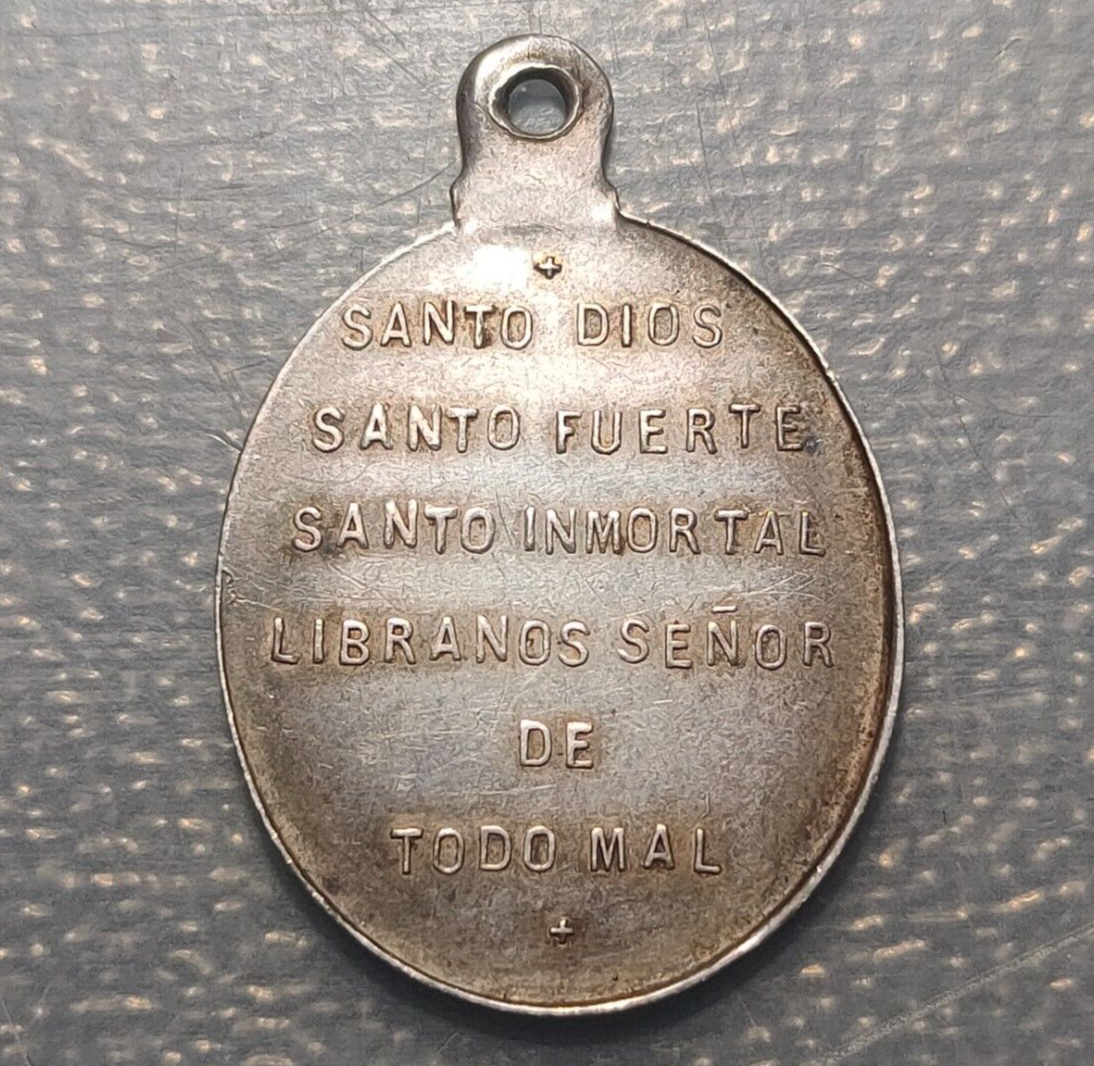 +
SANTO DIOS
SANTO FUERTE
SANTO INMORTAL
LIBRANOS SEÑOR
DE
TODO MAL
+